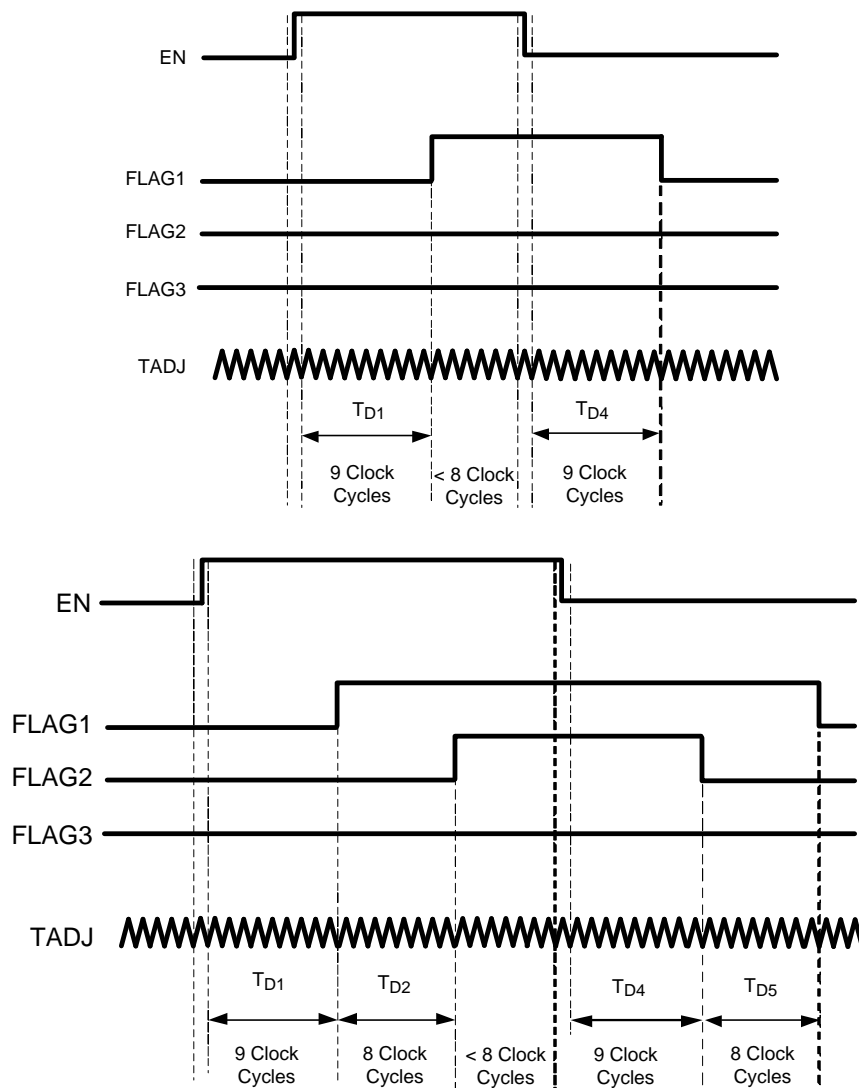 EN
FLAG1
FLAG2
FLAG3
TADJ
TD1
TD4
9 Clock Cycles
< 8 Clock Cycles
9 Clock Cycles
EN
FLAG1
FLAG2
FLAG3
TADJ
TD1
TD2
TD4
TD5
9 Clock Cycles
8 Clock Cycles
< 8 Clock Cycles
9 Clock Cycles
8 Clock Cycles